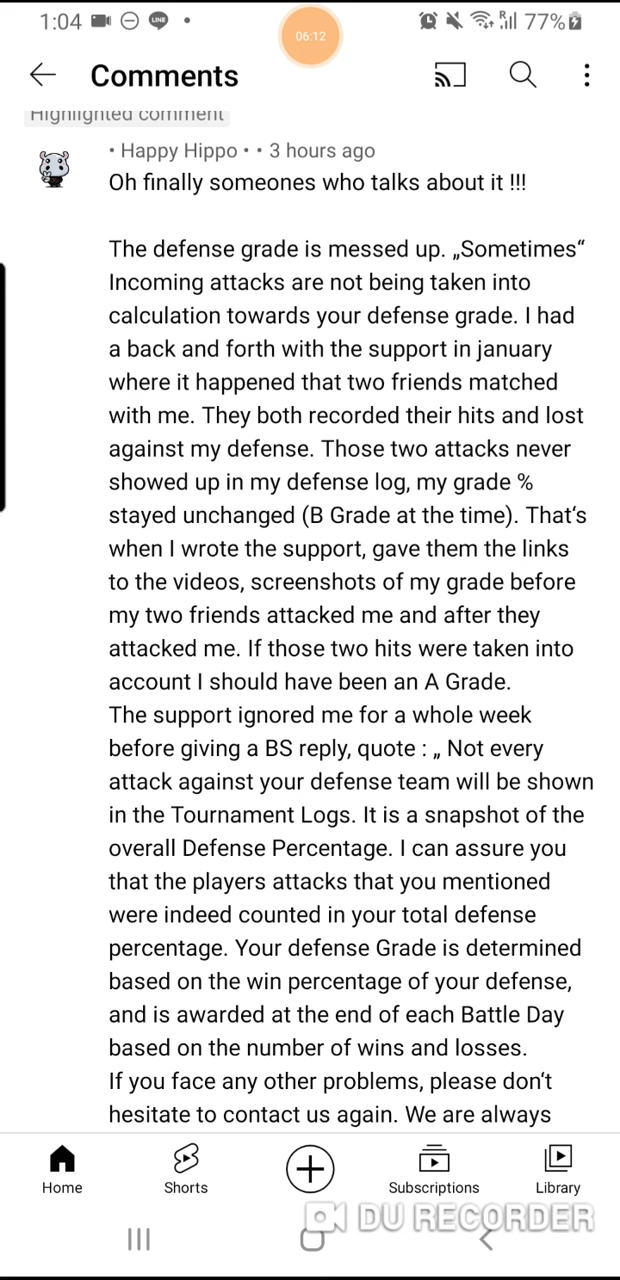 1:04
LINE
06:12
R
77%
Comments
Highlighted comment
• Happy Hippo • • 3 hours ago
Oh finally someones who talks about it !!!
The defense grade is messed up. „Sometimes“
Incoming attacks are not being taken into
calculation towards your defense grade. I had
a back and forth with the support in january
where it happened that two friends matched
with me. They both recorded their hits and lost
against my defense. Those two attacks never
showed up in my defense log, my grade %
stayed unchanged (B Grade at the time). That‘s
when I wrote the support, gave them the links
to the videos, screenshots of my grade before
my two friends attacked me and after they
attacked me. If those two hits were taken into
account I should have been an A Grade.
The support ignored me for a whole week
before giving a BS reply, quote : „ Not every
attack against your defense team will be shown
in the Tournament Logs. It is a snapshot of the
overall Defense Percentage. I can assure you
that the players attacks that you mentioned
were indeed counted in your total defense
percentage. Your defense Grade is determined
based on the win percentage of your defense,
and is awarded at the end of each Battle Day
based on the number of wins and losses.
If you face any other problems, please don‘t
hesitate to contact us again. We are always
Home
Shorts
Subscriptions
Library
DU RECORDER